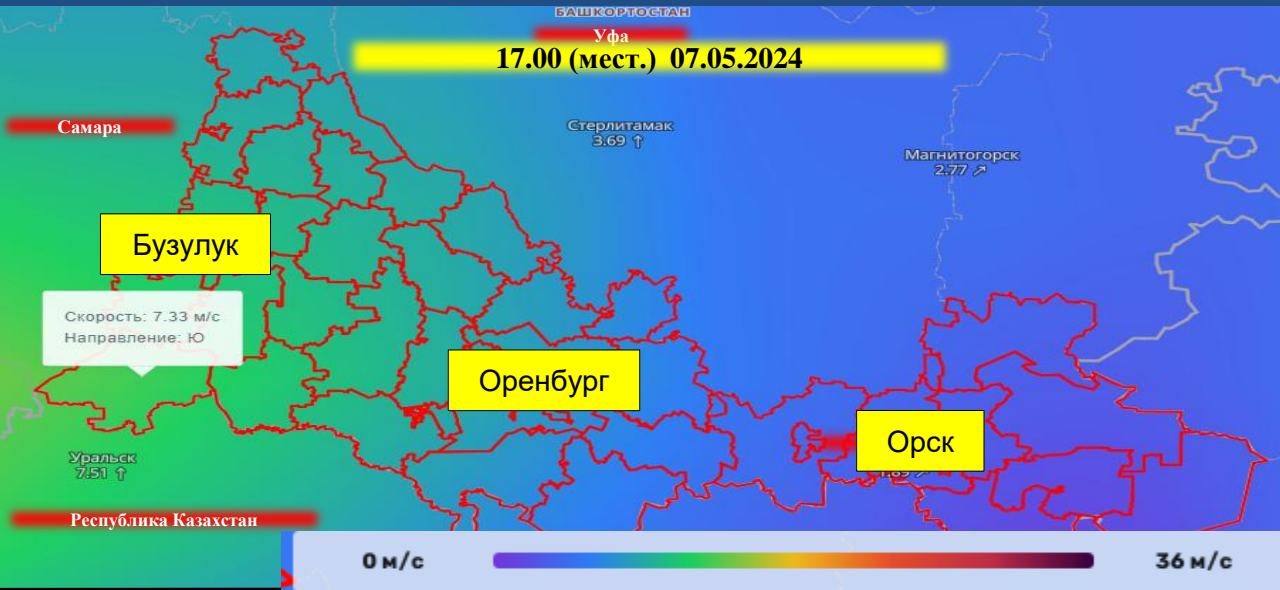 БАШКОРТОСТАН
Уфа
17.00 (мест.) 07.05.2024
Самара
Стерлитамак
3.69 ↑
Магнитогорск
2.77 ↗
Бузулук
Скорость: 7.33 м/с
Направление: Ю
Оренбург
Орск
Уральск
7.51 ↑
Республика Казахстан
0 м/с
36 м/с